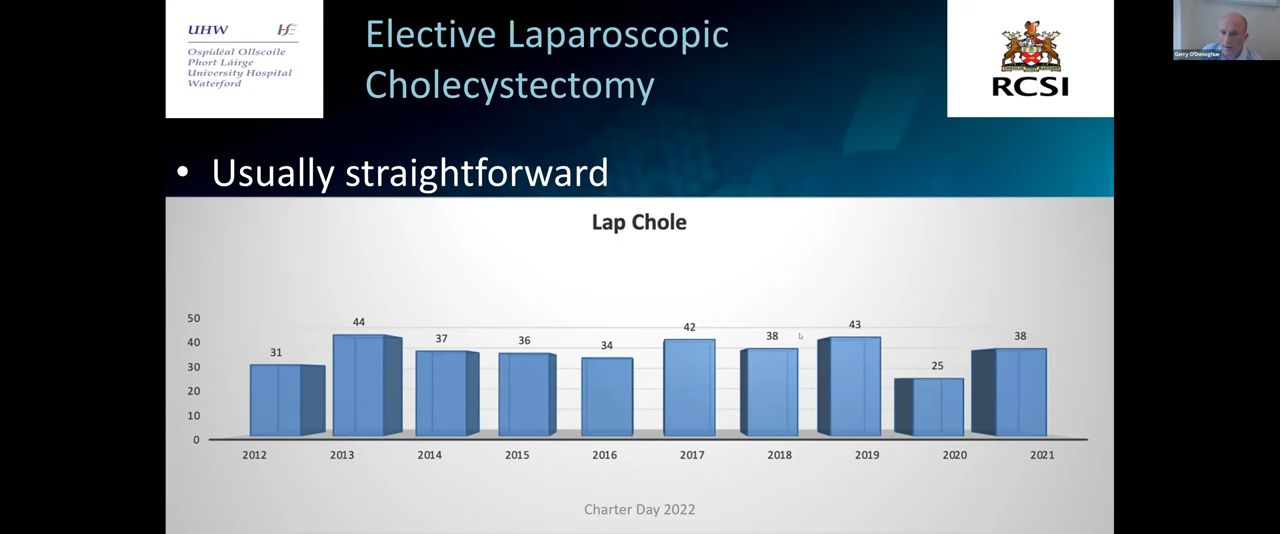 UHW
Ospidéal Ollscoile
Phort Láirge
University Hospital
Waterford
Elective Laparoscopic
Cholecystectomy
RCSI
Gerry O'Donoghue
• Usually straightforward
Lap Chole
50
40
30
20
10
0
31
44
37
36
34
42
38
43
25
38
2012
2013
2014
2015
2016
2017
2018
2019
2020
2021
Charter Day 2022